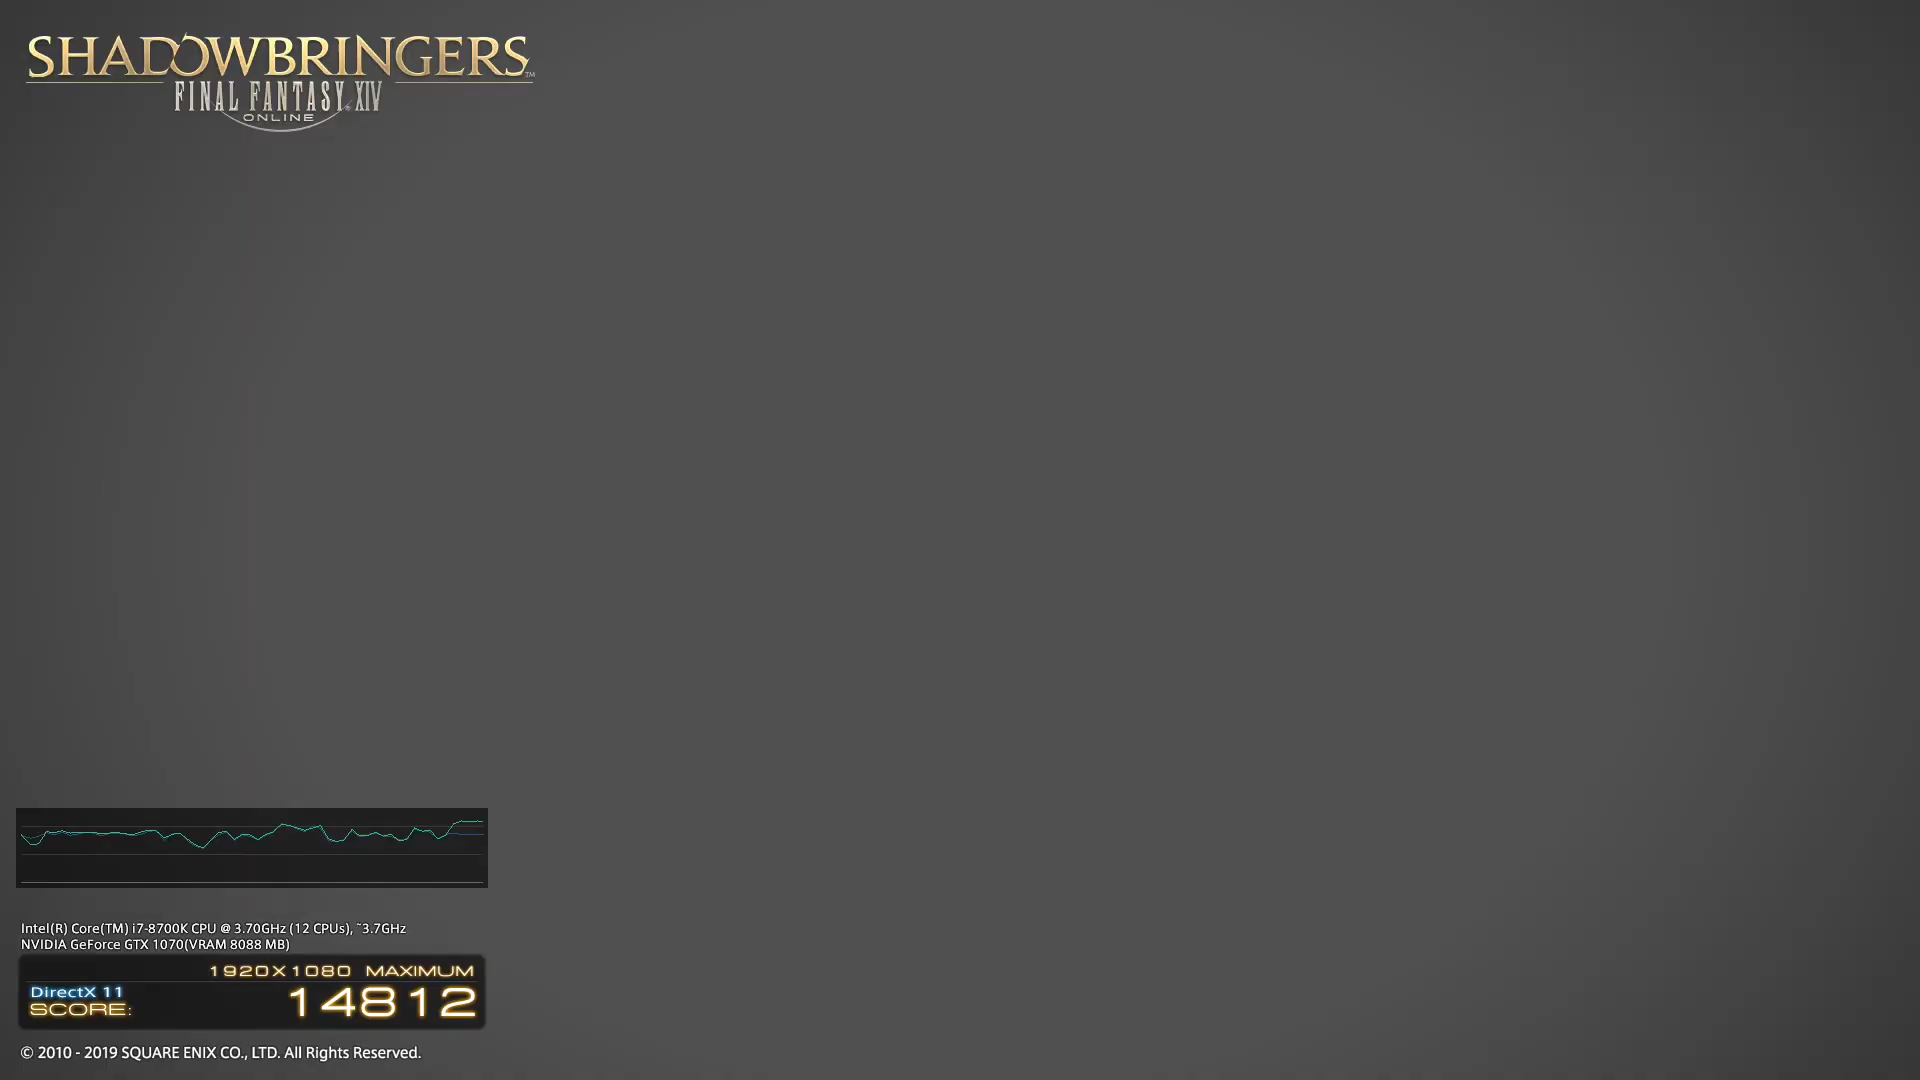 SHADOWBRINGERS™
FINAL FANTASY XIV
ONLINE
Intel(R) Core(TM) i7-8700K CPU @ 3.70GHz (12 CPUs), ~3.7GHz
NVIDIA GeForce GTX 1070(VRAM 8088 MB)
1920X1080 MAXIMUM
DirectX 11
SCORE: 14812
© 2010 - 2019 SQUARE ENIX CO., LTD. All Rights Reserved.